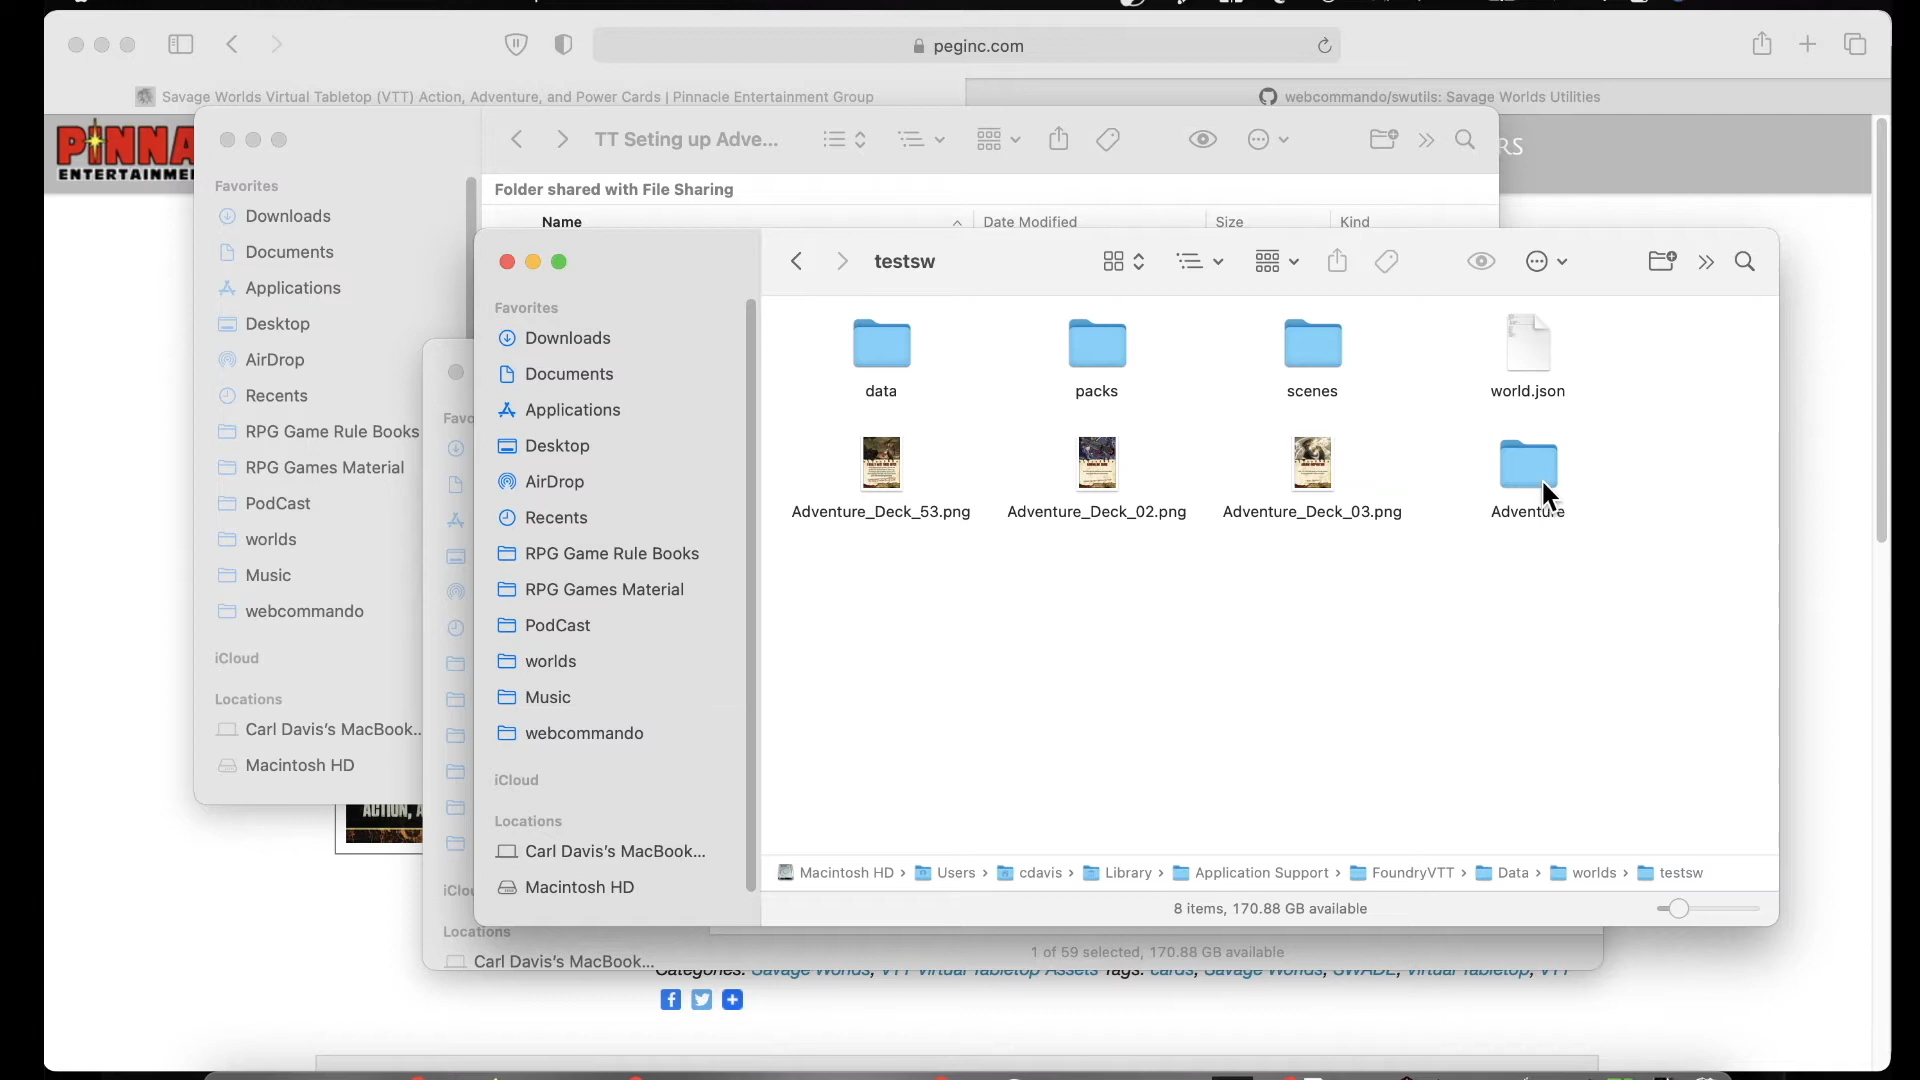 peginc.com
Savage Worlds Virtual Tabletop (VTT) Action, Adventure, and Power Cards | Pinnacle Entertainment Group
webcommando/swutils: Savage Worlds Utilities
PINNA
ENTERTAINME
RS
TT Seting up Adve...
Folder shared with File Sharing
Name
Date Modified
Size
Kind
Favorites
Downloads
Documents
Applications
Desktop
AirDrop
Recents
RPG Game Rule Books
RPG Games Material
PodCast
worlds
Music
webcommando
iCloud
Locations
Carl Davis's MacBook...
Macintosh HD
Favo
iClou
Locations
Carl Davis's MacBook...
testsw
Favorites
Downloads
Documents
Applications
Desktop
AirDrop
Recents
RPG Game Rule Books
RPG Games Material
PodCast
worlds
Music
webcommando
iCloud
Locations
Carl Davis's MacBook...
Macintosh HD
data
packs
scenes
world.json
Adventure_Deck_53.png
Adventure_Deck_02.png
Adventure_Deck_03.png
Adventure
Macintosh HD › Users › cdavis › Library › Application Support › FoundryVTT › Data › worlds › testsw
8 items, 170.88 GB available
1 of 59 selected, 170.88 GB available
Categories: Savage Worlds, VTT Virtual Tabletop Assets Tags: cards, Savage Worlds, SWADE, Virtual Tabletop, VTT